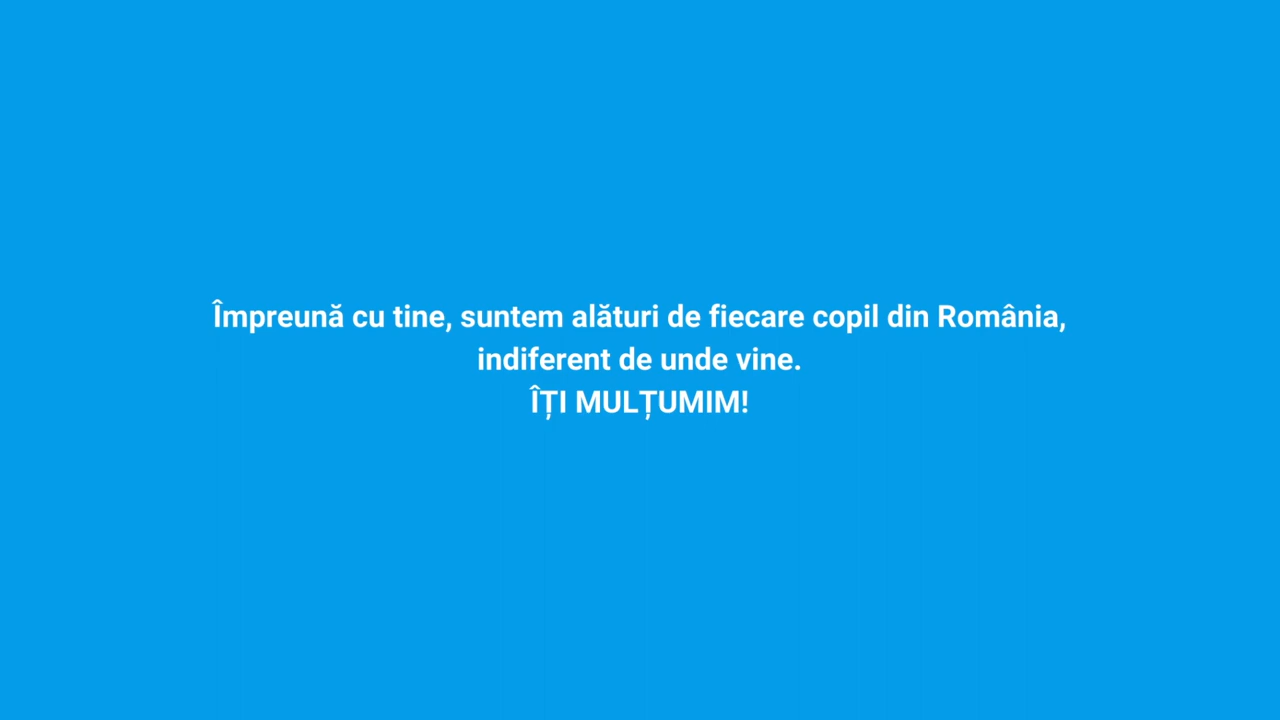 Împreună cu tine, suntem alături de fiecare copil din România,
indiferent de unde vine.
ÎȚI MULȚUMIM!